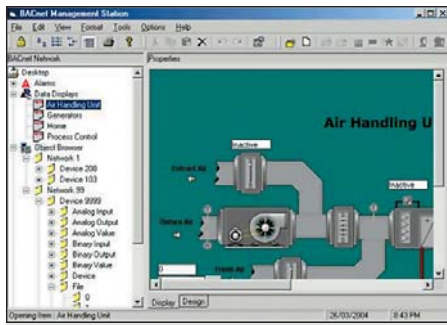 BACnet Management Station
File Edit View Format Tools Options Help
BACnet Network
Properties
Desktop
Alarms
Data Displays
Air Handling Unit
Generators
Home
Process Control
Object Browser
Network 1
Device 200
Device 103
Network 99
Device 9999
Analog Input
Analog Output
Analog Value
Binary Input
Binary Output
Binary Value
Device
File
0
Air Handling U
Inactive
Extract Air
Inactive
Return Air
0
Fresh Air
Display Design
Opening Item : Air Handling Unit
26/03/2004
8:43 PM